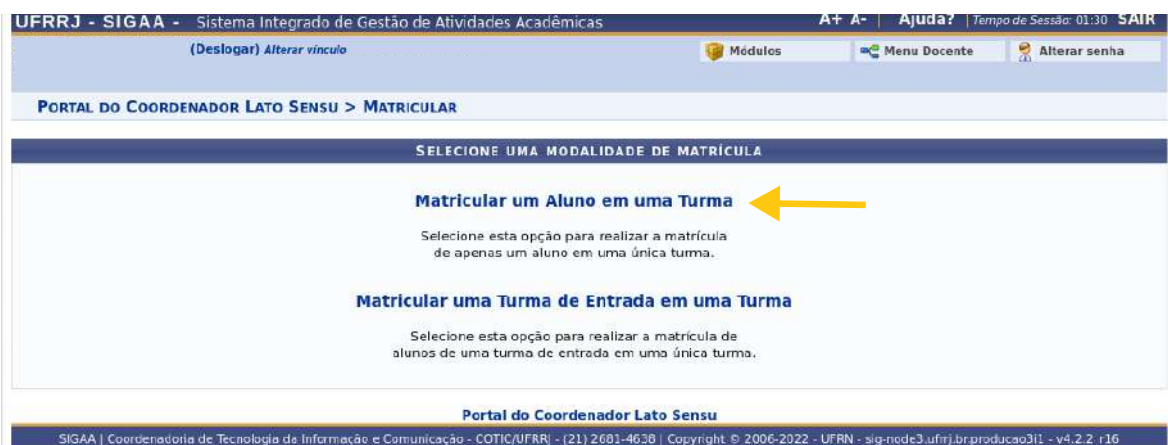 UFRRJ - SIGAA - Sistema Integrado de Gestão de Atividades Acadêmicas A+ A- | Ajuda? | Tempo de Sessão: 01:30 SAIR
(Deslogar) Alterar vínculo Módulos Menu Docente Alterar senha
PORTAL DO COORDENADOR LATO SENSU > MATRICULAR
SELECIONE UMA MODALIDADE DE MATRÍCULA
Matricular um Aluno em uma Turma
Selecione esta opção para realizar a matrícula
de apenas um aluno em uma única turma.
Matricular uma Turma de Entrada em uma Turma
Selecione esta opção para realizar a matrícula de
alunos de uma turma de entrada em uma única turma.
Portal do Coordenador Lato Sensu
SIGAA | Coordenadoria de Tecnologia da Informação e Comunicação - COTIC/UFRRJ - (21) 2681-4638 | Copyright © 2006-2022 - UFRN - sig-node3.ufrrj.br.producao3i1 - v4.2.2_r16